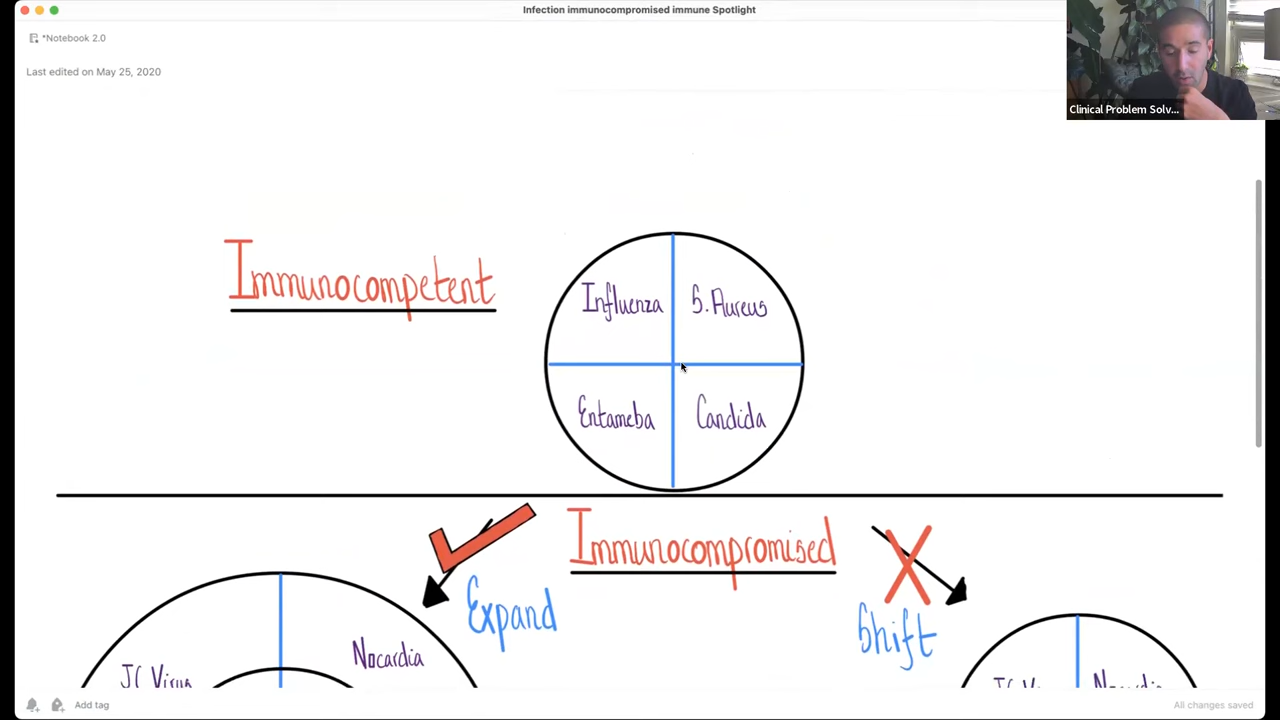 Infection immunocompromised immune Spotlight
*Notebook 2.0
Last edited on May 25, 2020
Clinical Problem Solv...
Immunocompetent
Influenza
S. Aureus
Entameba
Candida
Immunocompromised
Expand
Shift
Nocardia
JC Virus
Nocardia
Add tag
All changes saved